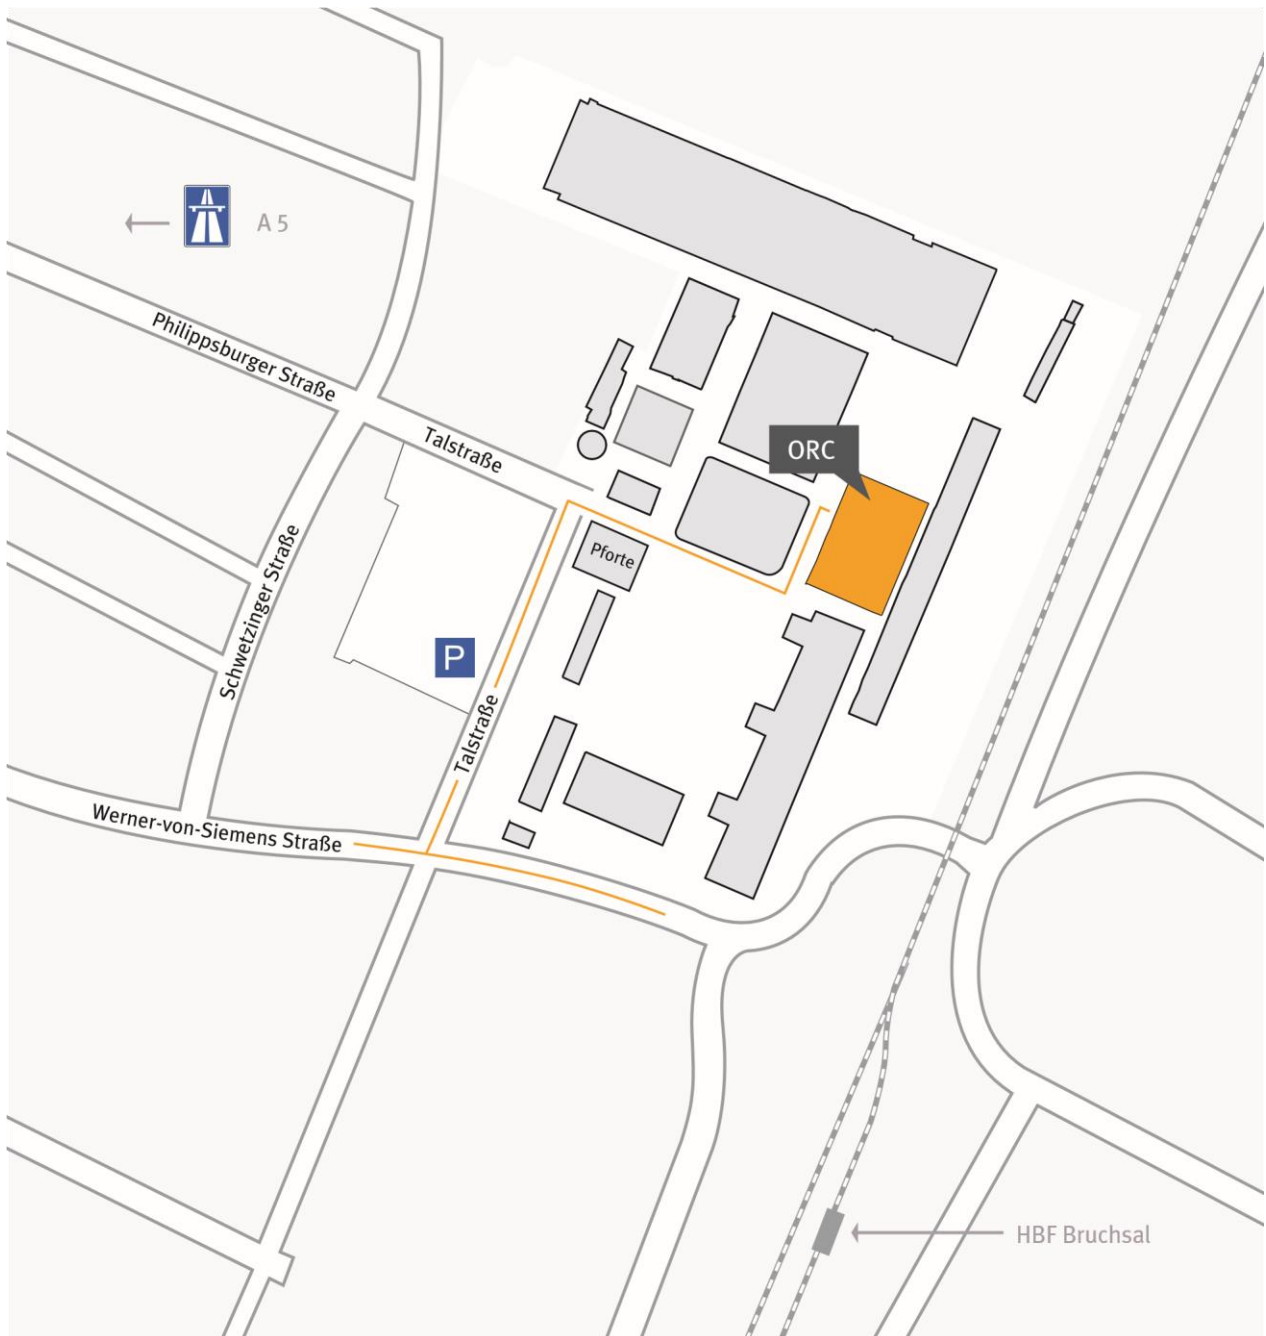 A 5
Philippsburger Straße
Talstraße
ORC
Pforte
Schwetzinger Straße
P
Talstraße
Werner-von-Siemens Straße
HBF Bruchsal